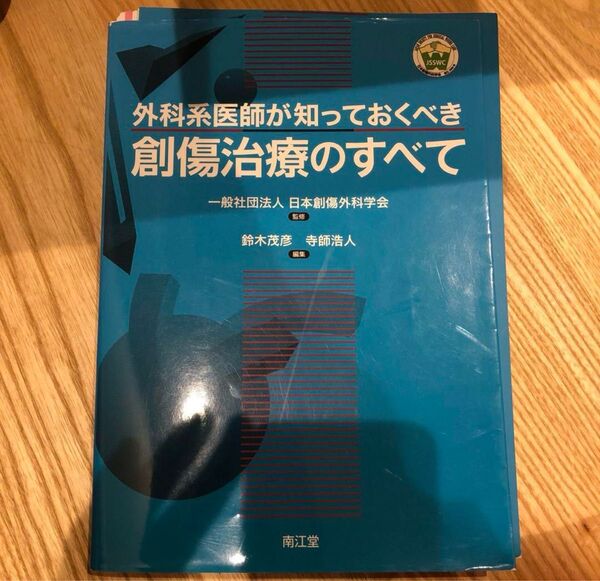 JSSWC
外科系医師が知っておくべき
創傷治療のすべて
一般社団法人 日本創傷外科学会
監修
鈴木茂彦 寺師浩人
編集
南江堂